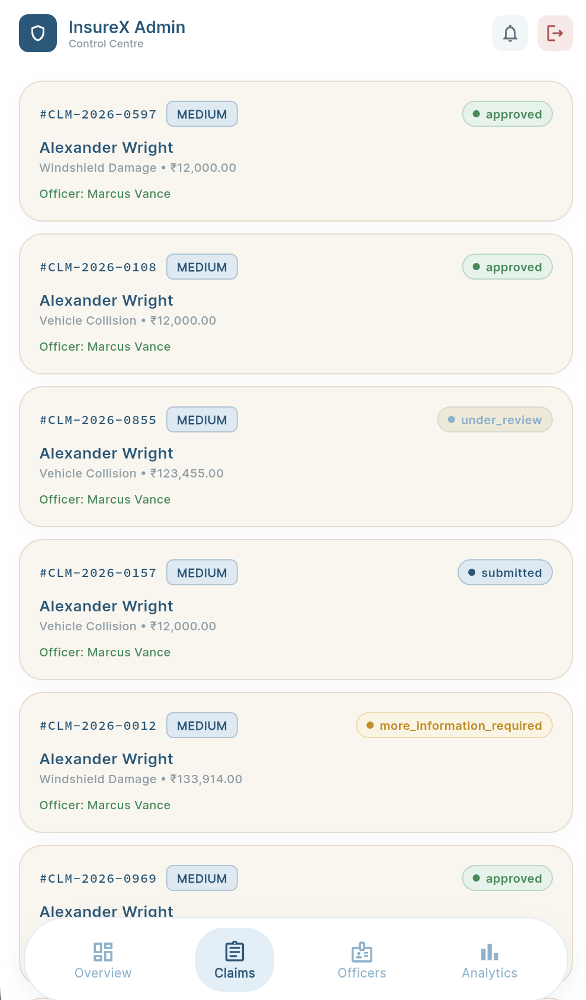 InsureX Admin
Control Centre
#CLM-2026-0597 MEDIUM approved
Alexander Wright
Windshield Damage • ₹12,000.00
Officer: Marcus Vance
#CLM-2026-0108 MEDIUM approved
Alexander Wright
Vehicle Collision • ₹12,000.00
Officer: Marcus Vance
#CLM-2026-0855 MEDIUM under_review
Alexander Wright
Vehicle Collision • ₹123,455.00
Officer: Marcus Vance
#CLM-2026-0157 MEDIUM submitted
Alexander Wright
Vehicle Collision • ₹12,000.00
Officer: Marcus Vance
#CLM-2026-0012 MEDIUM more_information_required
Alexander Wright
Windshield Damage • ₹133,914.00
Officer: Marcus Vance
#CLM-2026-0969 MEDIUM approved
Alexander Wright
Overview Claims Officers Analytics